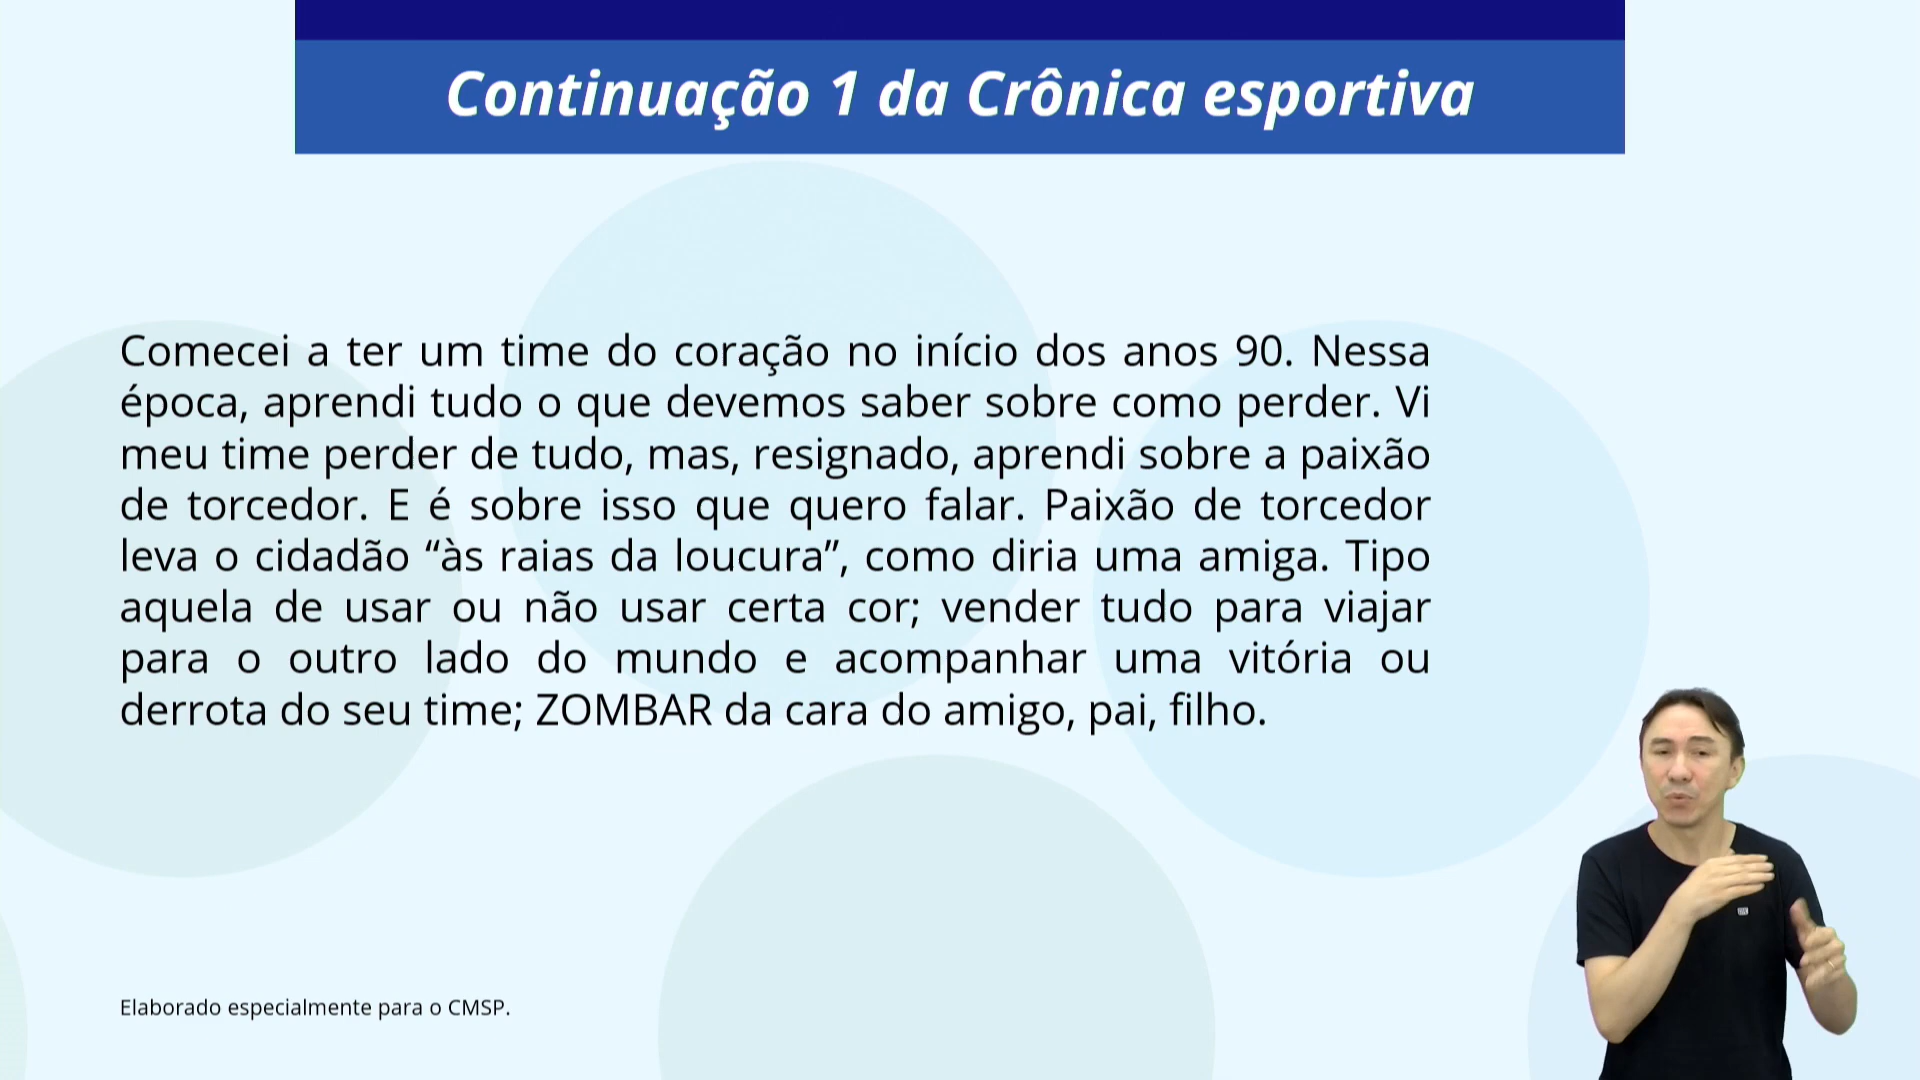 Continuação 1 da Crônica esportiva
Comecei a ter um time do coração no início dos anos 90. Nessa
época, aprendi tudo o que devemos saber sobre como perder. Vi
meu time perder de tudo, mas, resignado, aprendi sobre a paixão
de torcedor. E é sobre isso que quero falar. Paixão de torcedor
leva o cidadão “às raias da loucura”, como diria uma amiga. Tipo
aquela de usar ou não usar certa cor; vender tudo para viajar
para o outro lado do mundo e acompanhar uma vitória ou
derrota do seu time; ZOMBAR da cara do amigo, pai, filho.
Elaborado especialmente para o CMSP.